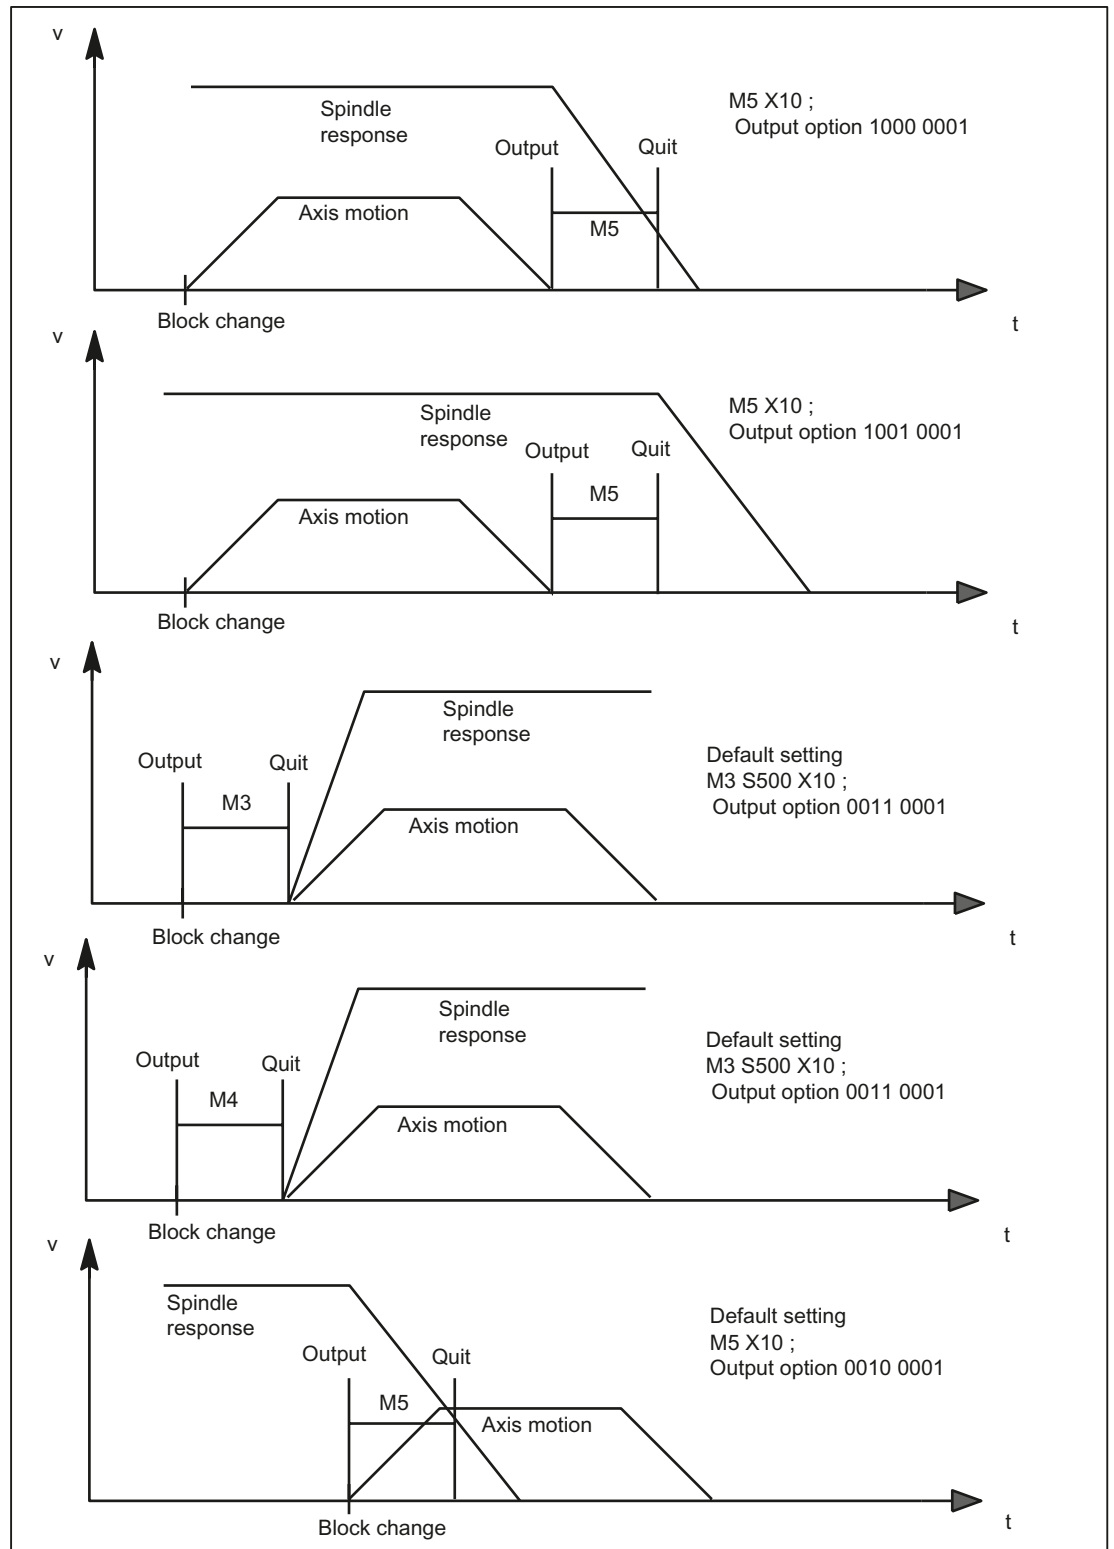 v
Spindle
response
M5 X10 ;
Output option 1000 0001
Output
Quit
Axis motion
M5
Block change
t
v
Spindle
response
M5 X10 ;
Output option 1001 0001
Output
Quit
M5
Axis motion
Block change
t
v
Spindle
response
Output
Quit
M3
Axis motion
Default setting
M3 S500 X10 ;
Output option 0011 0001
Block change
t
v
Spindle
response
Output
Quit
M4
Axis motion
Default setting
M3 S500 X10 ;
Output option 0011 0001
Block change
t
v
Spindle
response
Output
Quit
M5
Axis motion
Default setting
M5 X10 ;
Output option 0010 0001
Block change
t